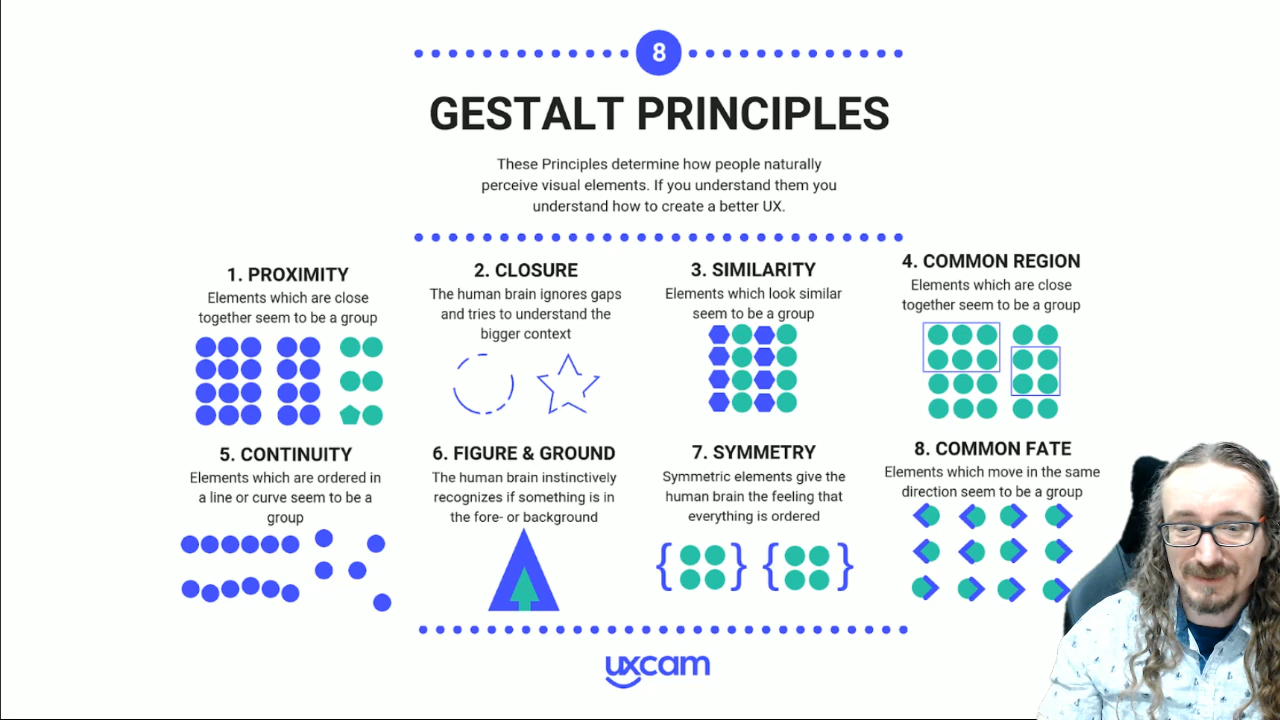 8
GESTALT PRINCIPLES
These Principles determine how people naturally
perceive visual elements. If you understand them you
understand how to create a better UX.
1. PROXIMITY
Elements which are close
together seem to be a group
2. CLOSURE
The human brain ignores gaps
and tries to understand the
bigger context
3. SIMILARITY
Elements which look similar
seem to be a group
4. COMMON REGION
Elements which are close
together seem to be a group
5. CONTINUITY
Elements which are ordered in
a line or curve seem to be a
group
6. FIGURE & GROUND
The human brain instinctively
recognizes if something is in
the fore- or background
7. SYMMETRY
Symmetric elements give the
human brain the feeling that
everything is ordered
8. COMMON FATE
Elements which move in the same
direction seem to be a group
uxcam